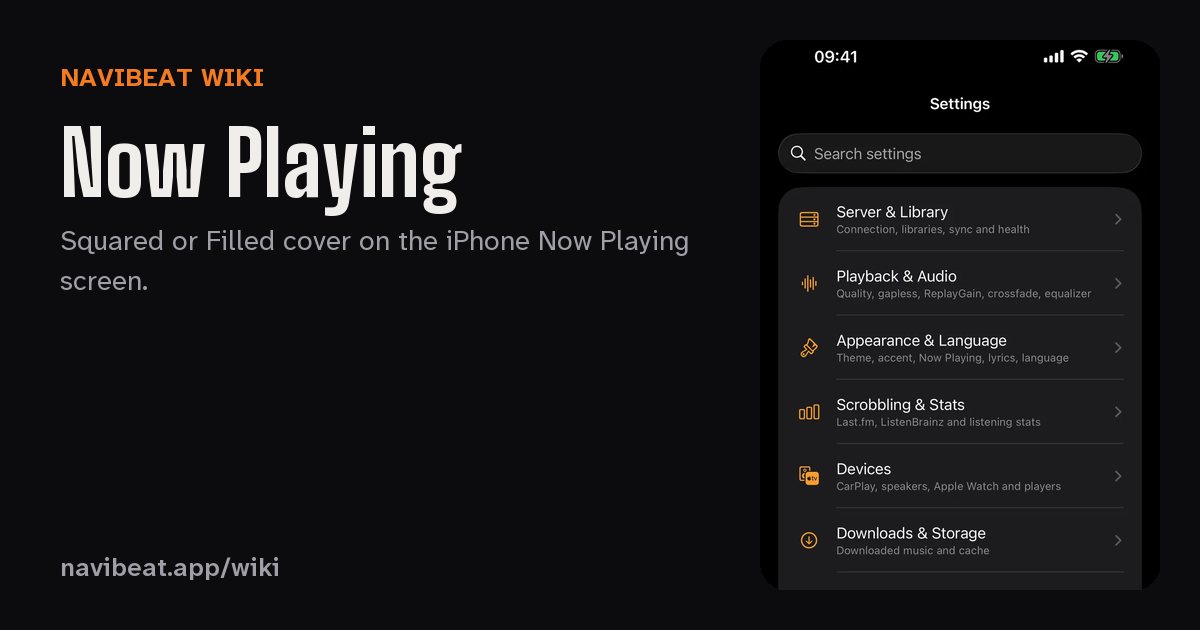 NAVIBEAT WIKI
Now Playing
Squared or Filled cover on the iPhone Now Playing
screen.
navibeat.app/wiki
09:41
Settings
Search settings
Server & Library
Connection, libraries, sync and health
Playback & Audio
Quality, gapless, ReplayGain, crossfade, equalizer
Appearance & Language
Theme, accent, Now Playing, lyrics, language
Scrobbling & Stats
Last.fm, ListenBrainz and listening stats
Devices
CarPlay, speakers, Apple Watch and players
Downloads & Storage
Downloaded music and cache